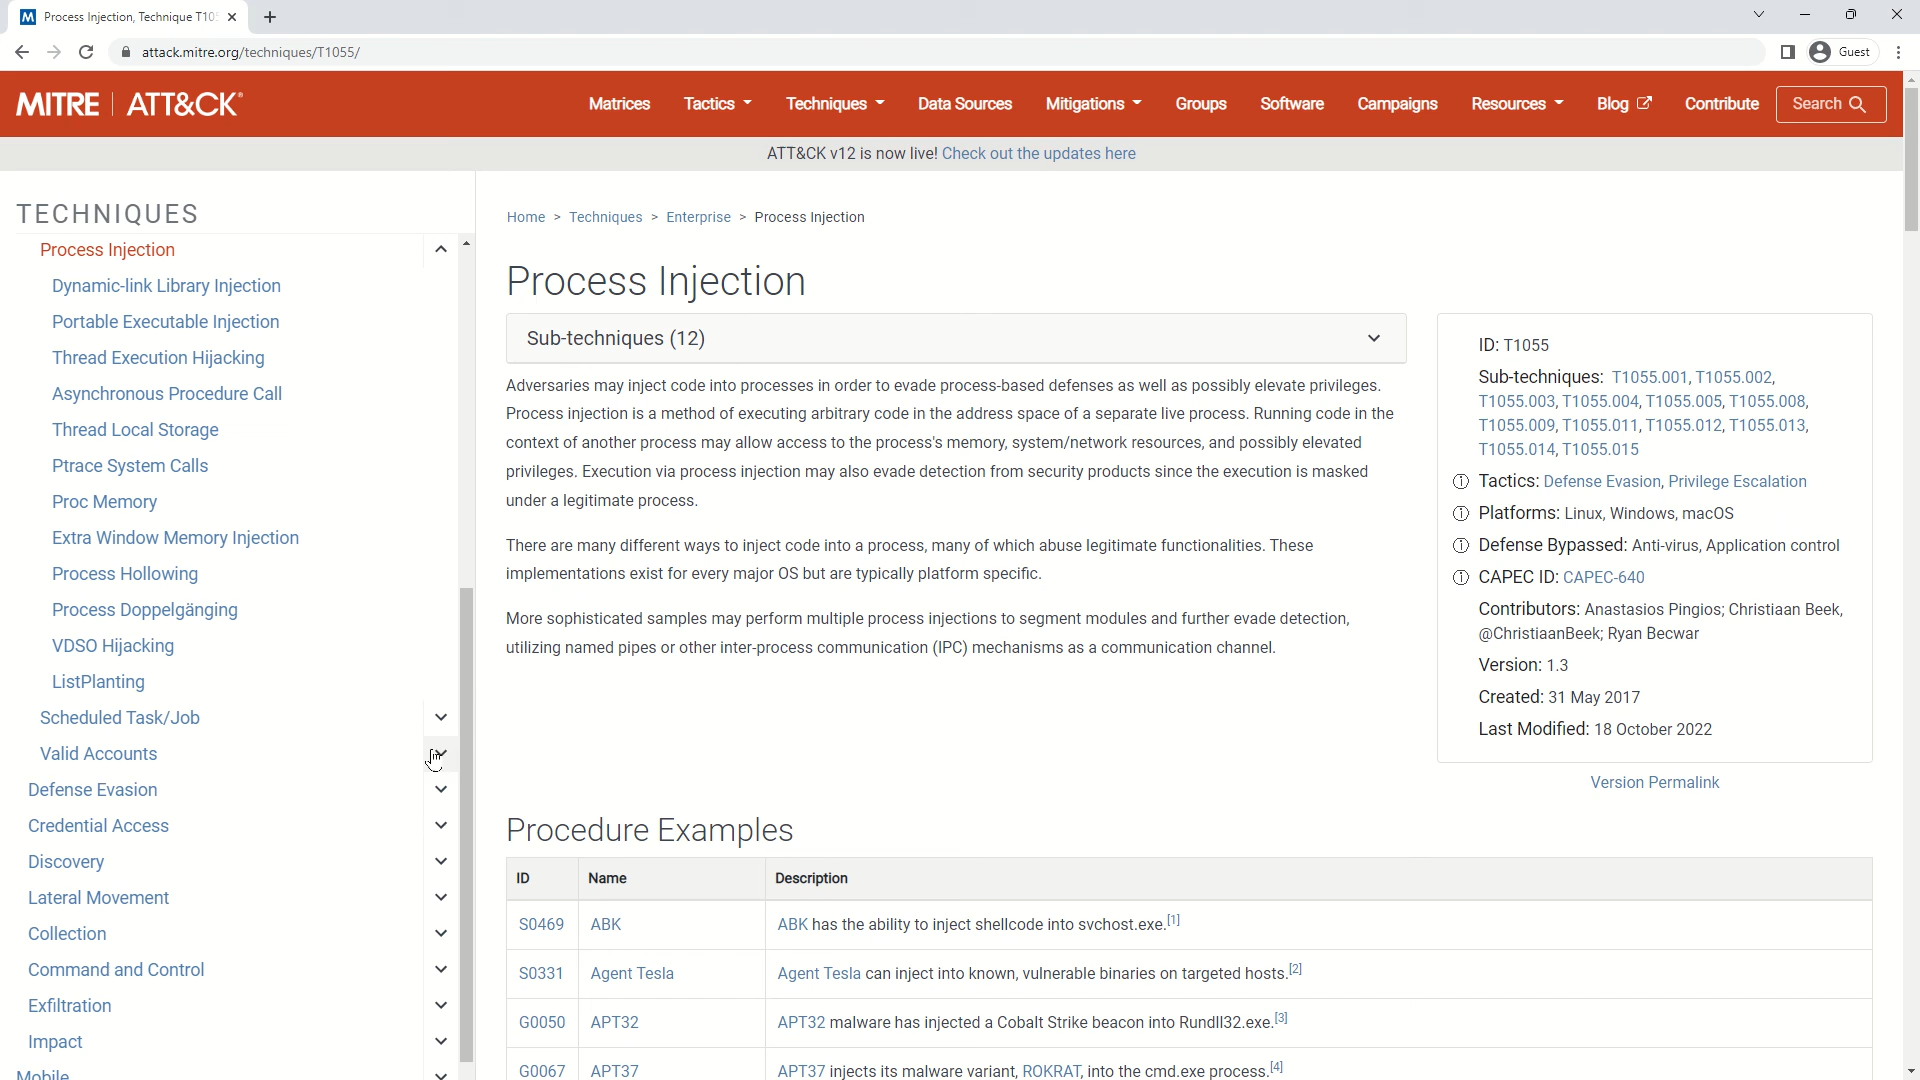 Process Injection, Technique T105
attack.mitre.org/techniques/T1055/
Guest
MITRE | ATT&CK®
Matrices
Tactics
Techniques
Data Sources
Mitigations
Groups
Software
Campaigns
Resources
Blog
Contribute
Search
ATT&CK v12 is now live! Check out the updates here
TECHNIQUES
Process Injection
Dynamic-link Library Injection
Portable Executable Injection
Thread Execution Hijacking
Asynchronous Procedure Call
Thread Local Storage
Ptrace System Calls
Proc Memory
Extra Window Memory Injection
Process Hollowing
Process Doppelgänging
VDSO Hijacking
ListPlanting
Scheduled Task/Job
Valid Accounts
Defense Evasion
Credential Access
Discovery
Lateral Movement
Collection
Command and Control
Exfiltration
Impact
Mobile
Home > Techniques > Enterprise > Process Injection
Process Injection
Sub-techniques (12)
Adversaries may inject code into processes in order to evade process-based defenses as well as possibly elevate privileges.
Process injection is a method of executing arbitrary code in the address space of a separate live process. Running code in the
context of another process may allow access to the process's memory, system/network resources, and possibly elevated
privileges. Execution via process injection may also evade detection from security products since the execution is masked
under a legitimate process.
There are many different ways to inject code into a process, many of which abuse legitimate functionalities. These
implementations exist for every major OS but are typically platform specific.
More sophisticated samples may perform multiple process injections to segment modules and further evade detection,
utilizing named pipes or other inter-process communication (IPC) mechanisms as a communication channel.
ID: T1055
Sub-techniques: T1055.001, T1055.002,
T1055.003, T1055.004, T1055.005, T1055.008,
T1055.009, T1055.011, T1055.012, T1055.013,
T1055.014, T1055.015
Tactics: Defense Evasion, Privilege Escalation
Platforms: Linux, Windows, macOS
Defense Bypassed: Anti-virus, Application control
CAPEC ID: CAPEC-640
Contributors: Anastasios Pingios; Christiaan Beek,
@ChristiaanBeek; Ryan Becwar
Version: 1.3
Created: 31 May 2017
Last Modified: 18 October 2022
Version Permalink
Procedure Examples
ID Name Description
S0469 ABK ABK has the ability to inject shellcode into svchost.exe.[1]
S0331 Agent Tesla Agent Tesla can inject into known, vulnerable binaries on targeted hosts.[2]
G0050 APT32 APT32 malware has injected a Cobalt Strike beacon into Rundll32.exe.[3]
G0067 APT37 APT37 injects its malware variant, ROKRAT, into the cmd.exe process.[4]